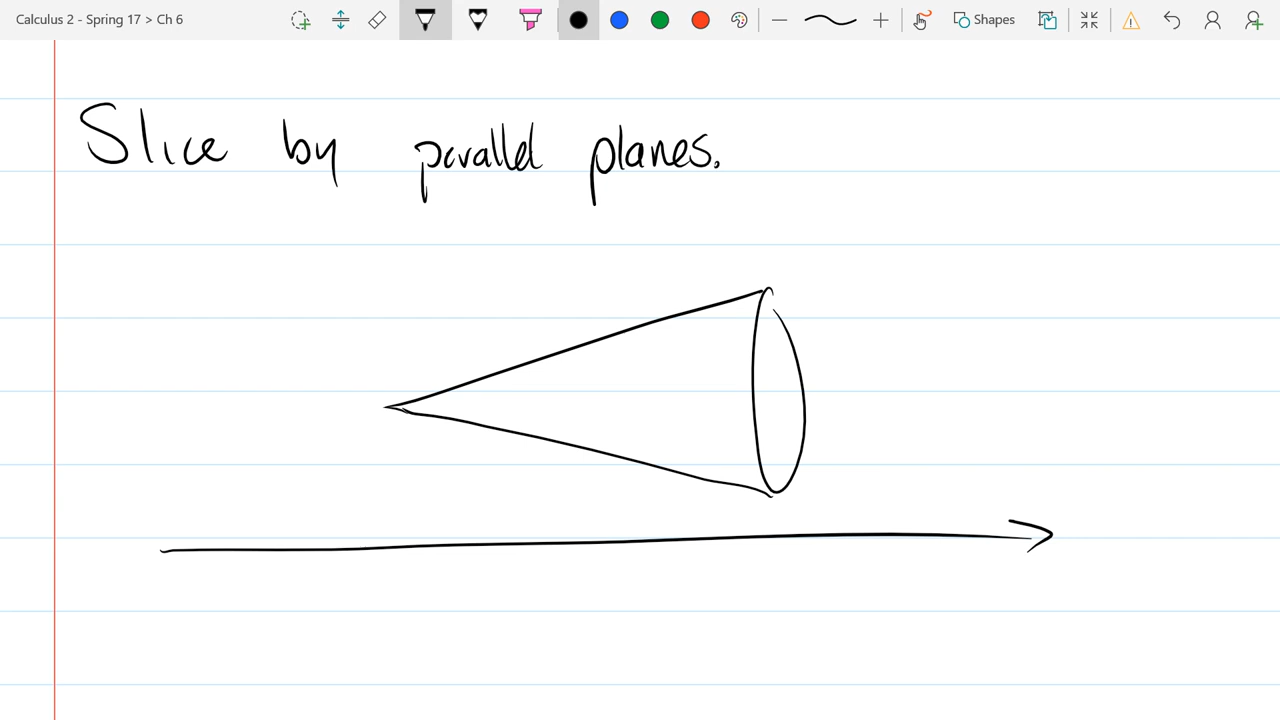 Calculus 2 - Spring 17 > Ch 6
Shapes
Slice by parallel planes.